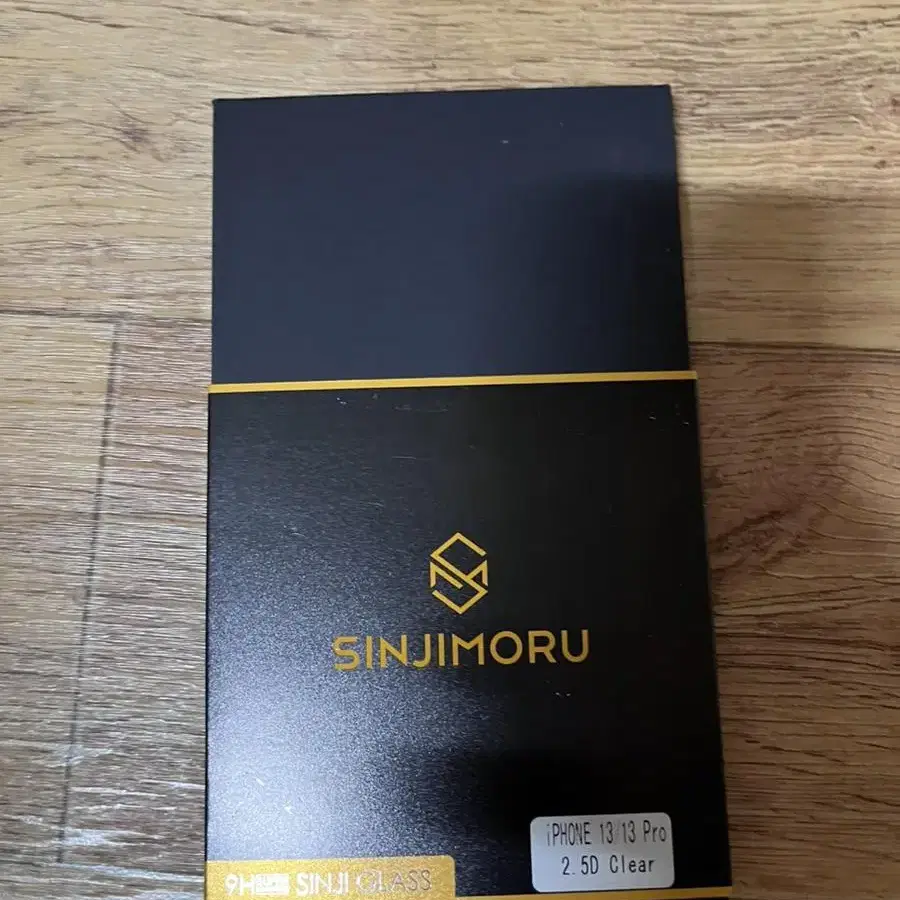 SINJIMORU
iPHONE 13/13 Pro
2.5D Clear
9H SINJI GLASS